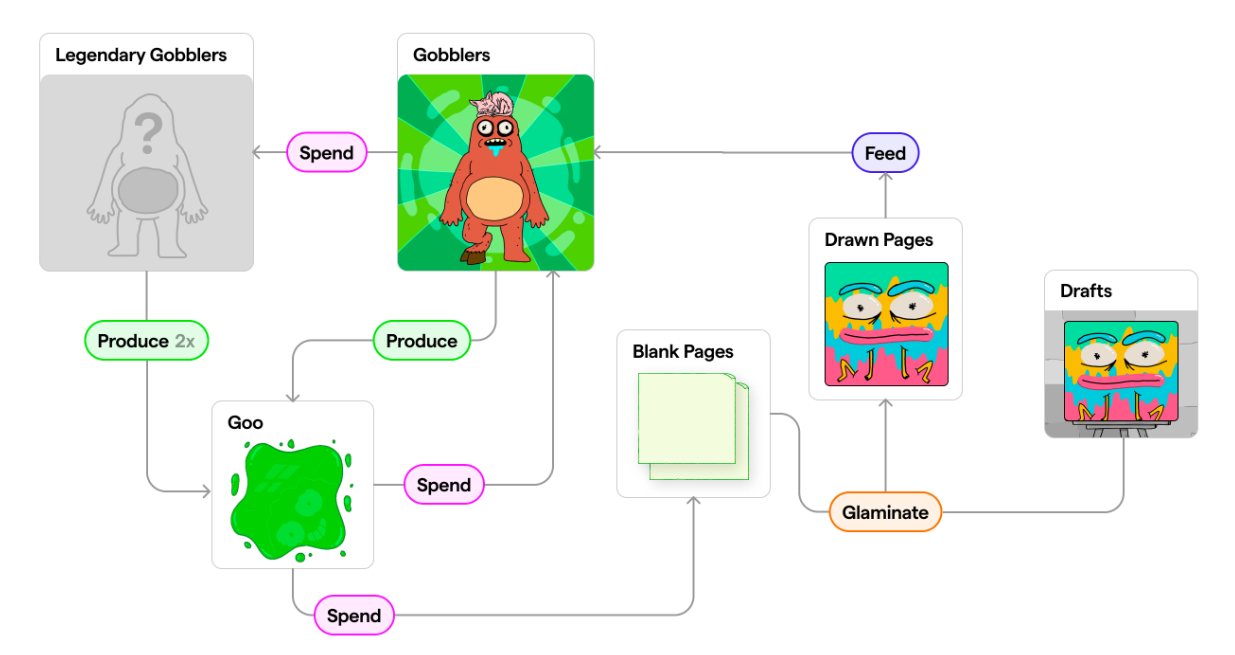 Legendary Gobblers
Gobblers
?
Spend
Feed
Drawn Pages
Drafts
Produce 2x
Produce
Blank Pages
Goo
Spend
Glaminate
Spend